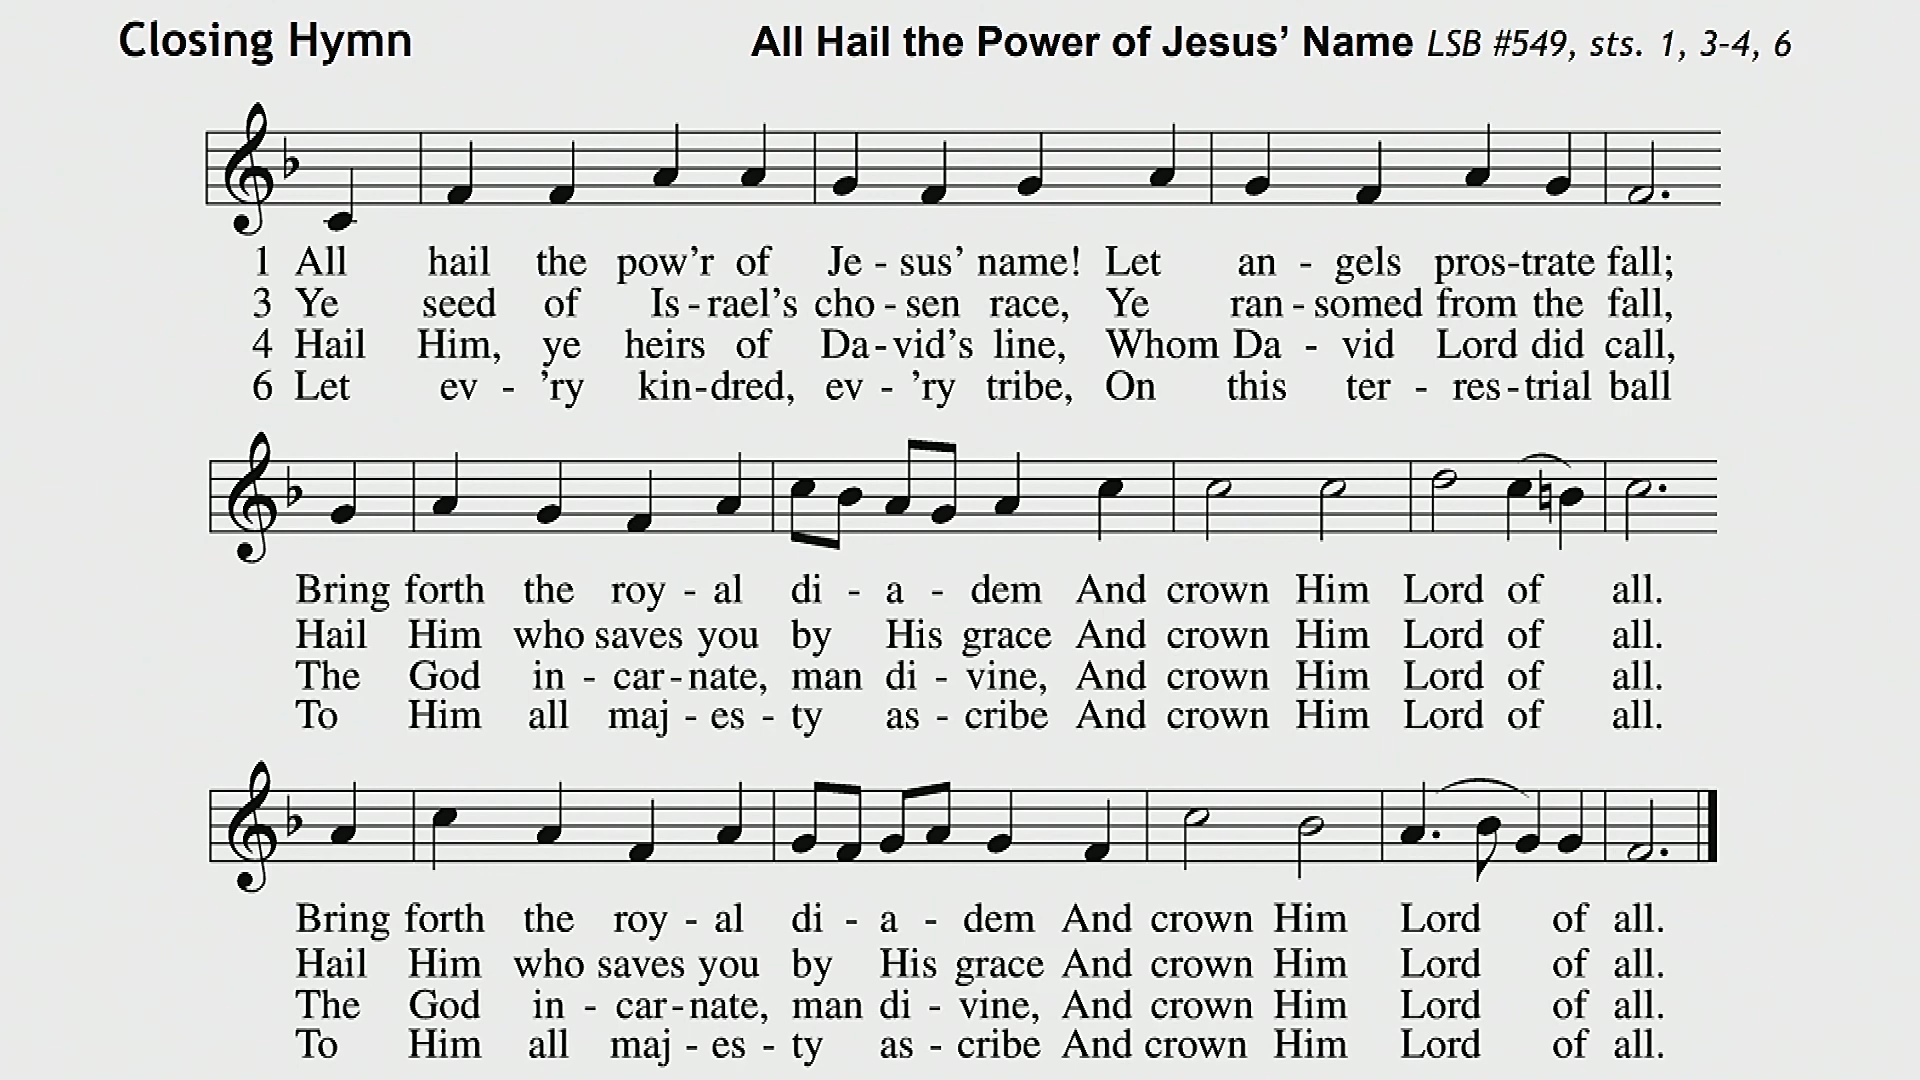 Closing Hymn All Hail the Power of Jesus’ Name LSB #549, sts. 1, 3-4, 6
1 All hail the pow’r of Je - sus’ name! Let an - gels pros-trate fall;
3 Ye seed of Is - rael’s cho - sen race, Ye ran - somed from the fall,
4 Hail Him, ye heirs of Da - vid’s line, Whom Da - vid Lord did call,
6 Let ev - ’ry kin-dred, ev - ’ry tribe, On this ter - res - trial ball
Bring forth the roy - al di - a - dem And crown Him Lord of all.
Hail Him who saves you by His grace And crown Him Lord of all.
The God in - car - nate, man di - vine, And crown Him Lord of all.
To Him all maj - es - ty as - cribe And crown Him Lord of all.
Bring forth the roy - al di - a - dem And crown Him Lord of all.
Hail Him who saves you by His grace And crown Him Lord of all.
The God in - car - nate, man di - vine, And crown Him Lord of all.
To Him all maj - es - ty as - cribe And crown Him Lord of all.